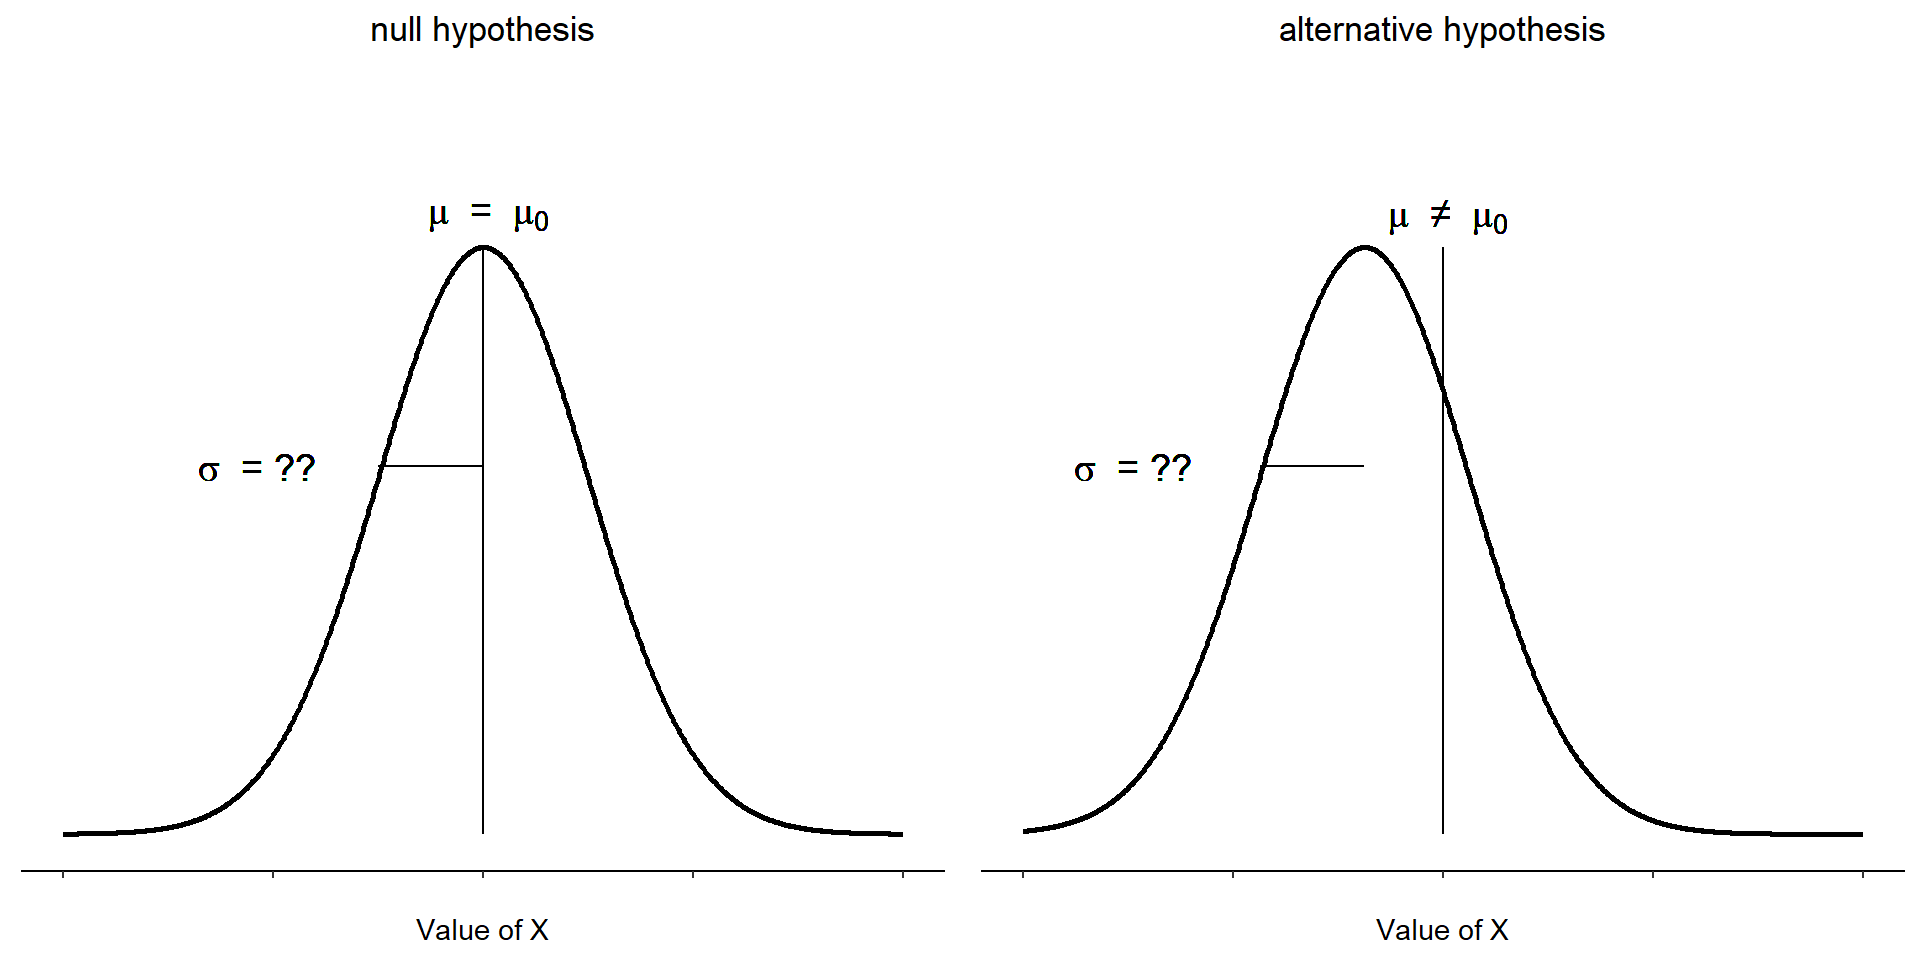 null hypothesis
μ = μ0
σ = ??
Value of X
alternative hypothesis
μ ≠ μ0
σ = ??
Value of X